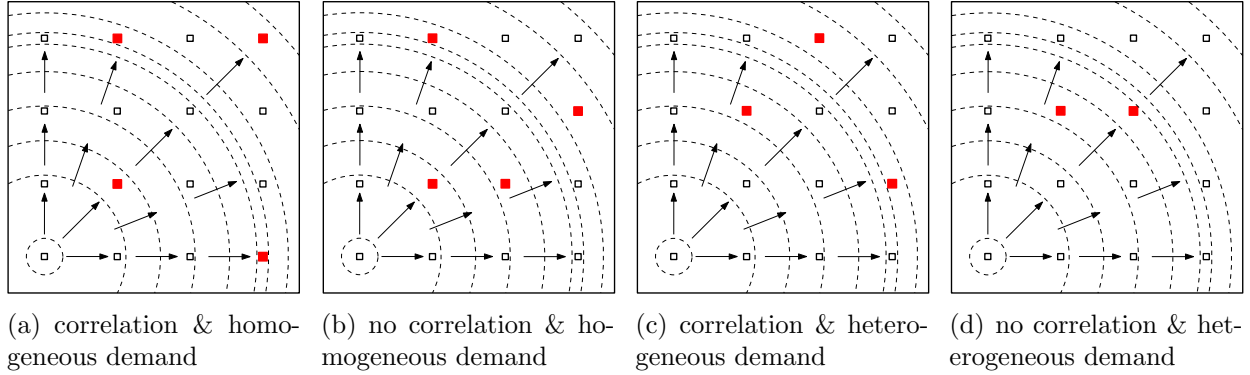 (a) correlation & homo-
geneous demand
(b) no correlation & ho-
mogeneous demand
(c) correlation & hetero-
geneous demand
(d) no correlation & het-
erogeneous demand